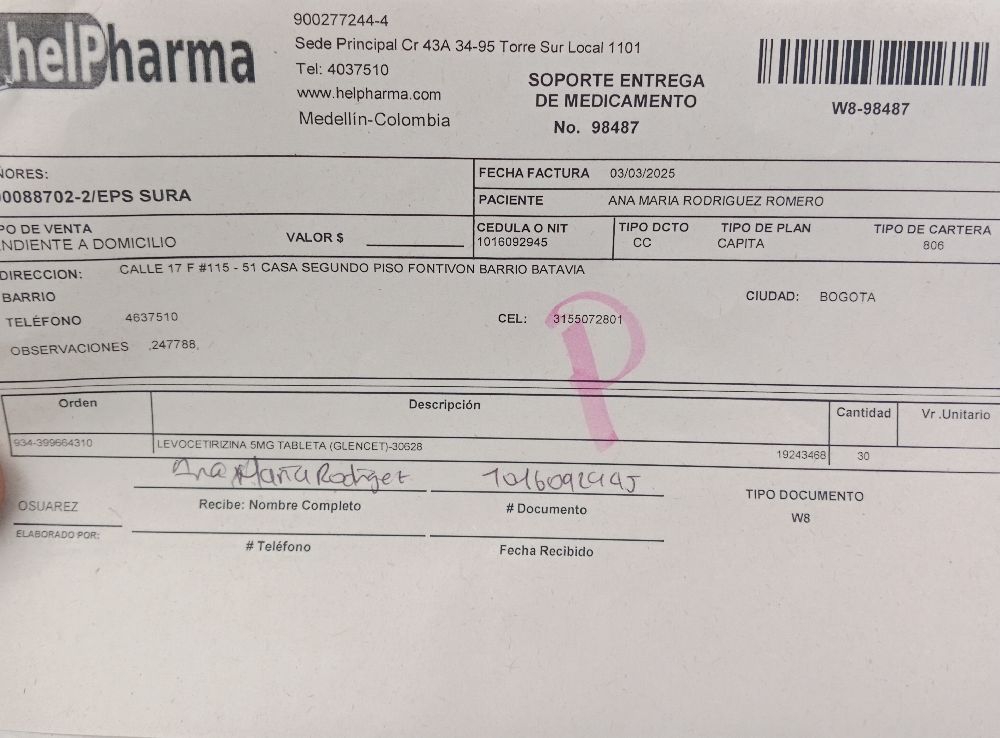 helPharma
900277244-4
Sede Principal Cr 43A 34-95 Torre Sur Local 1101
Tel: 4037510
www.helpharma.com
Medellín-Colombia
SOPORTE ENTREGA
DE MEDICAMENTO
No. 98487
W8-98487
ÑORES:
00088702-2/EPS SURA
FECHA FACTURA 03/03/2025
PACIENTE ANA MARIA RODRIGUEZ ROMERO
PO DE VENTA
NDIENTE A DOMICILIO
VALOR $
CEDULA O NIT
1016092945
TIPO DCTO
CC
TIPO DE PLAN
CAPITA
TIPO DE CARTERA
806
DIRECCION: CALLE 17 F #115 - 51 CASA SEGUNDO PISO FONTIVON BARRIO BATAVIA
BARRIO
CIUDAD: BOGOTA
TELÉFONO 4637510
CEL: 3155072801
P
OBSERVACIONES .247788.
Orden Descripción Cantidad Vr .Unitario
934-399664310 LEVOCETIRIZINA 5MG TABLETA (GLENCET)-30628 19243468 30
Ana Maria Rodriguez 1016092945
OSUAREZ
Recibe: Nombre Completo
# Documento
TIPO DOCUMENTO
W8
ELABORADO POR:
# Teléfono
Fecha Recibido